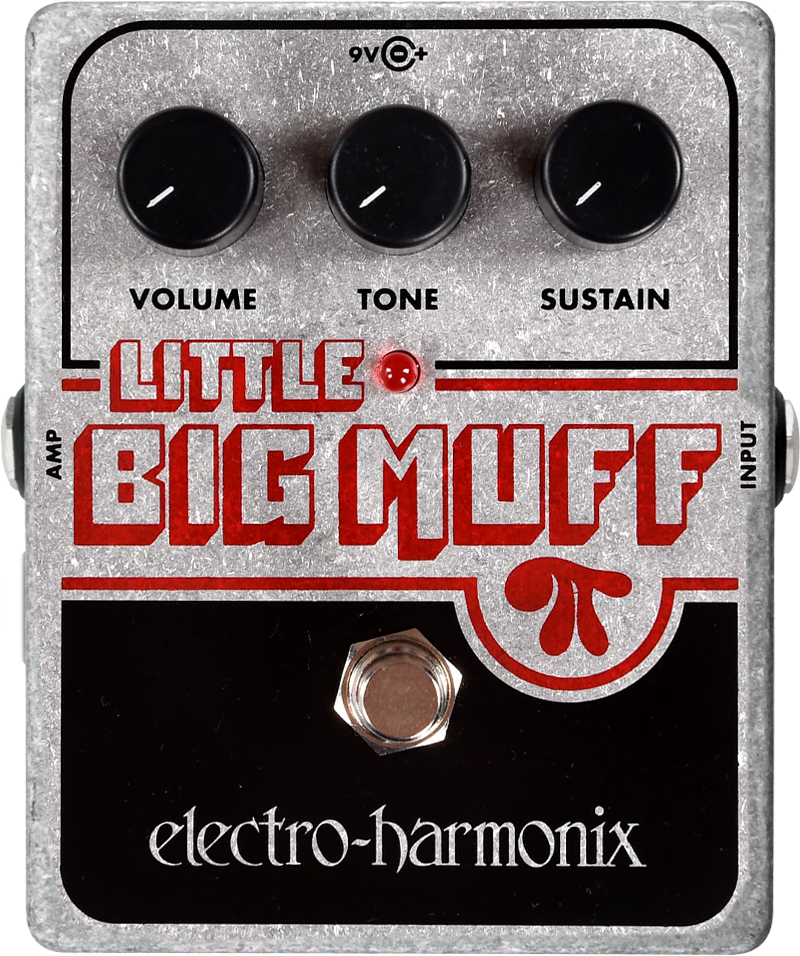 9V - +
VOLUME TONE SUSTAIN
LITTLE
AMP
BIG MUFF
INPUT
π
electro-harmonix